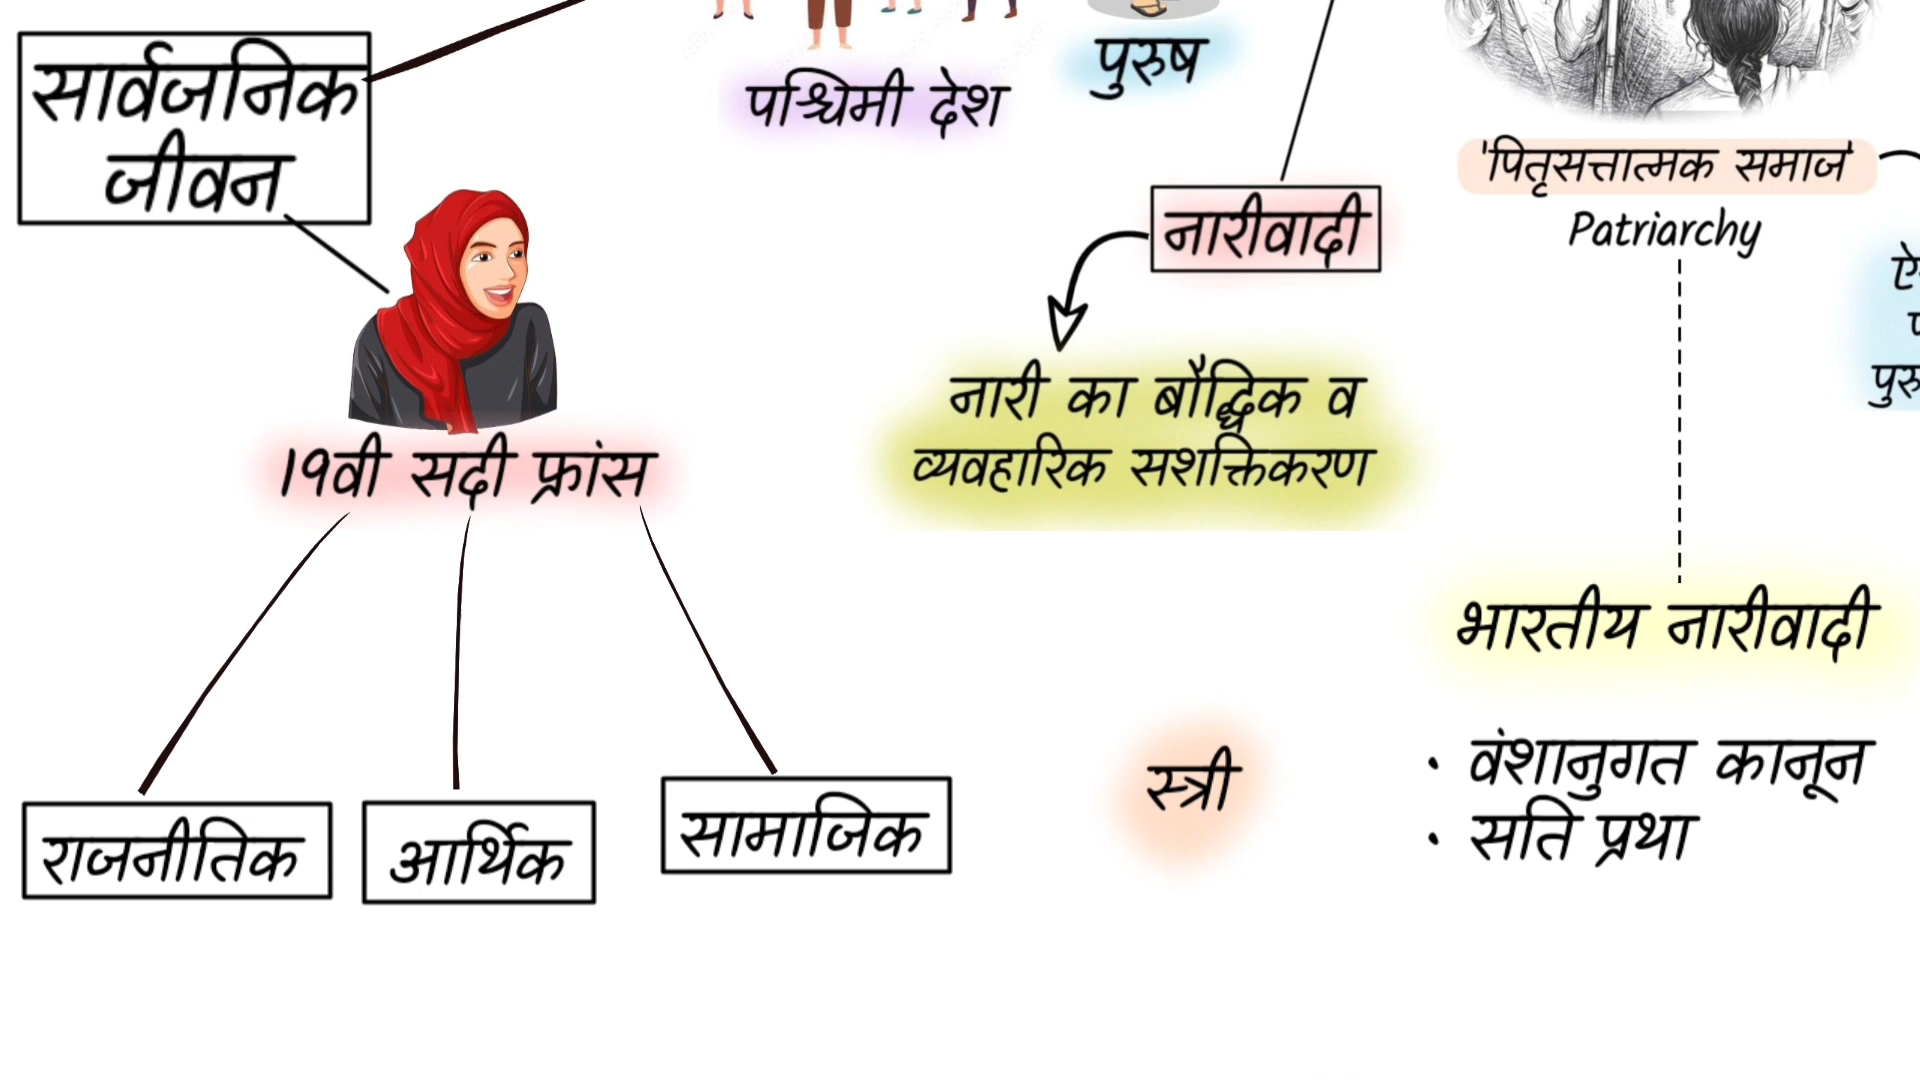 सार्वजनिक
जीवन
पश्चिमी देश
पुरुष
'पितृसत्तात्मक समाज'
Patriarchy
नारीवादी
नारी का बौद्धिक व
व्यवहारिक सशक्तिकरण
19वी सदी फ्रांस
भारतीय नारीवादी
स्त्री
• वंशानुगत कानून
• सति प्रथा
राजनीतिक
आर्थिक
सामाजिक